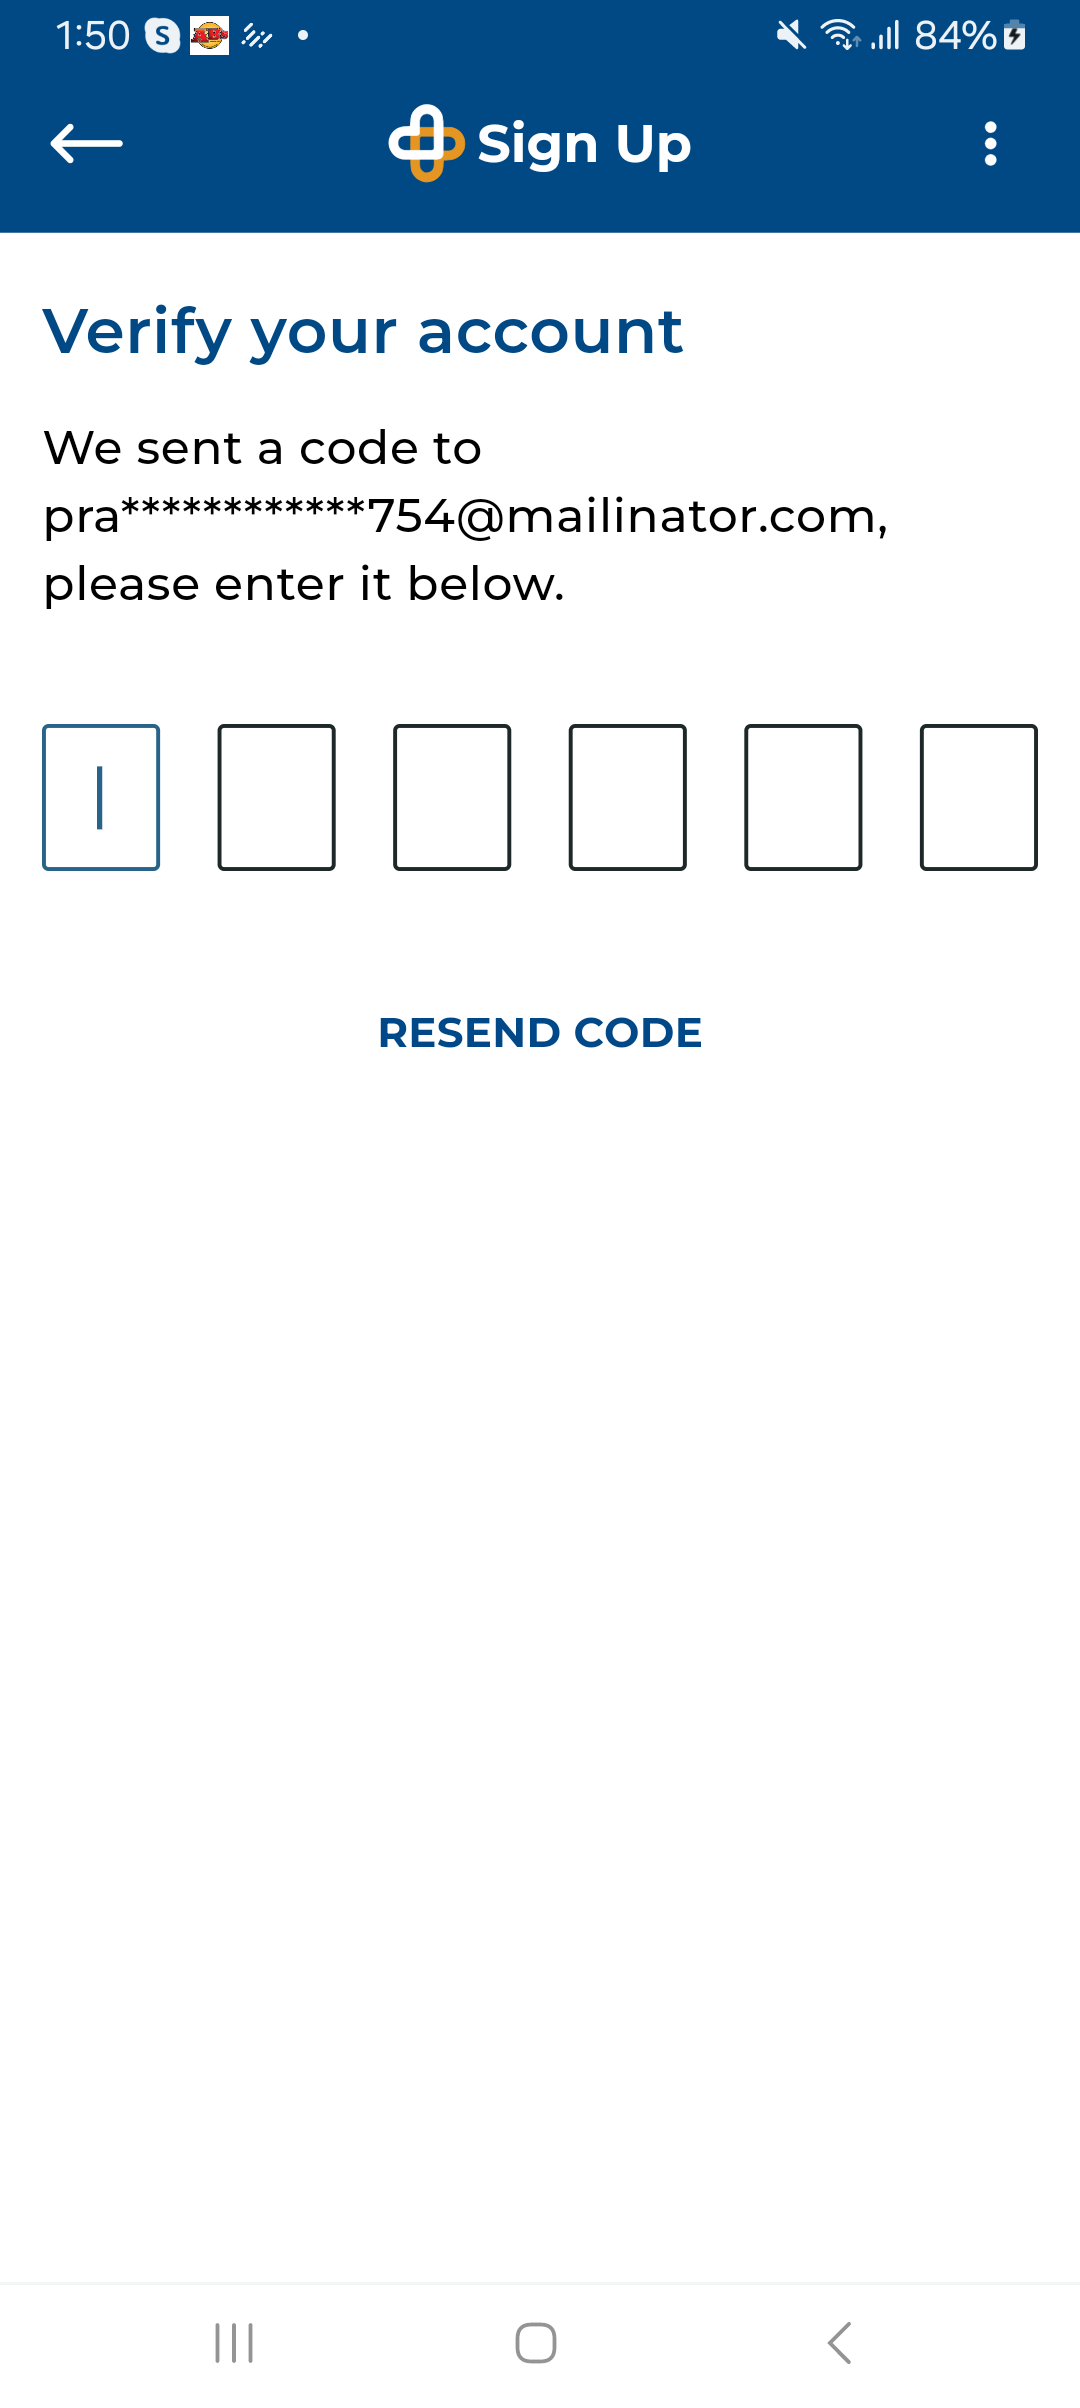 1:50 S 84%
Sign Up
Verify your account
We sent a code to
pra************754@mailinator.com,
please enter it below.
RESEND CODE